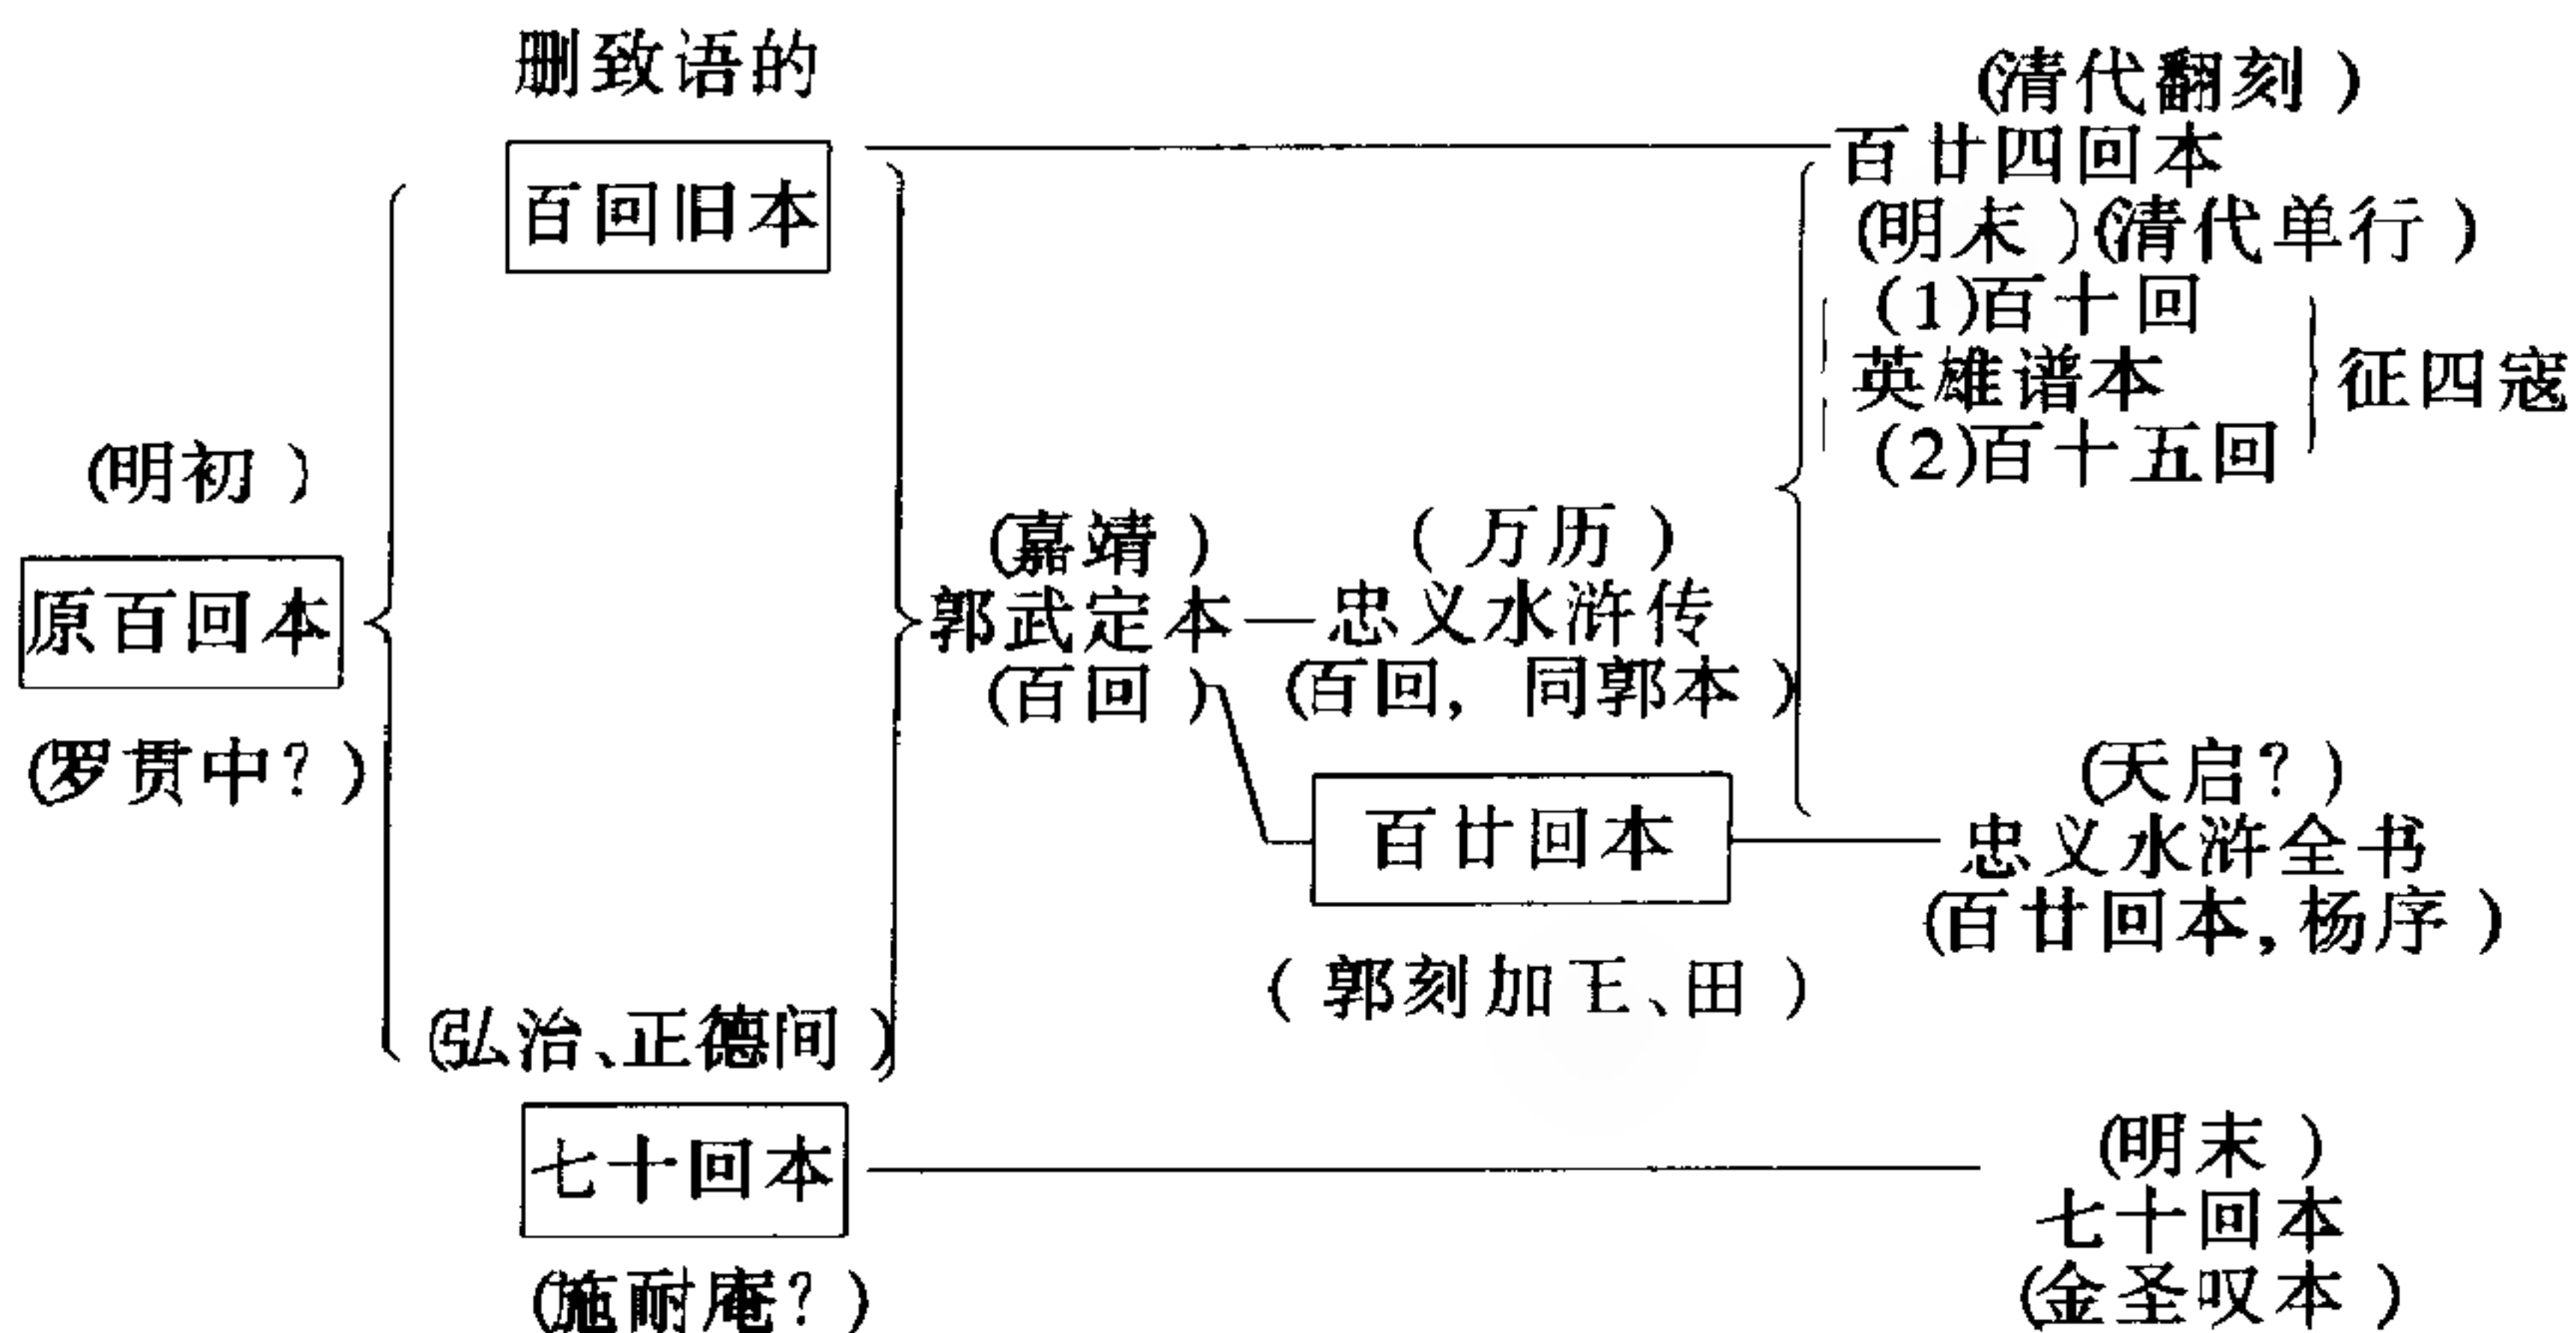 删致语的
百回旧本
(明初)
原百回本
(罗贯中?)
(弘治、正德间)
七十回本
(施耐庵?)
(嘉靖)
郭武定本
(百回)
(万历)
忠义水浒传
(百回, 同郭本)
百廿回本
(郭刻加王、田)
(清代翻刻)
百廿四回本
(明末)(清代单行)
(1)百十回
英雄谱本
(2)百十五回
征四寇
(天启?)
忠义水浒全书
(百廿回本, 杨序)
(明末)
七十回本
(金圣叹本)